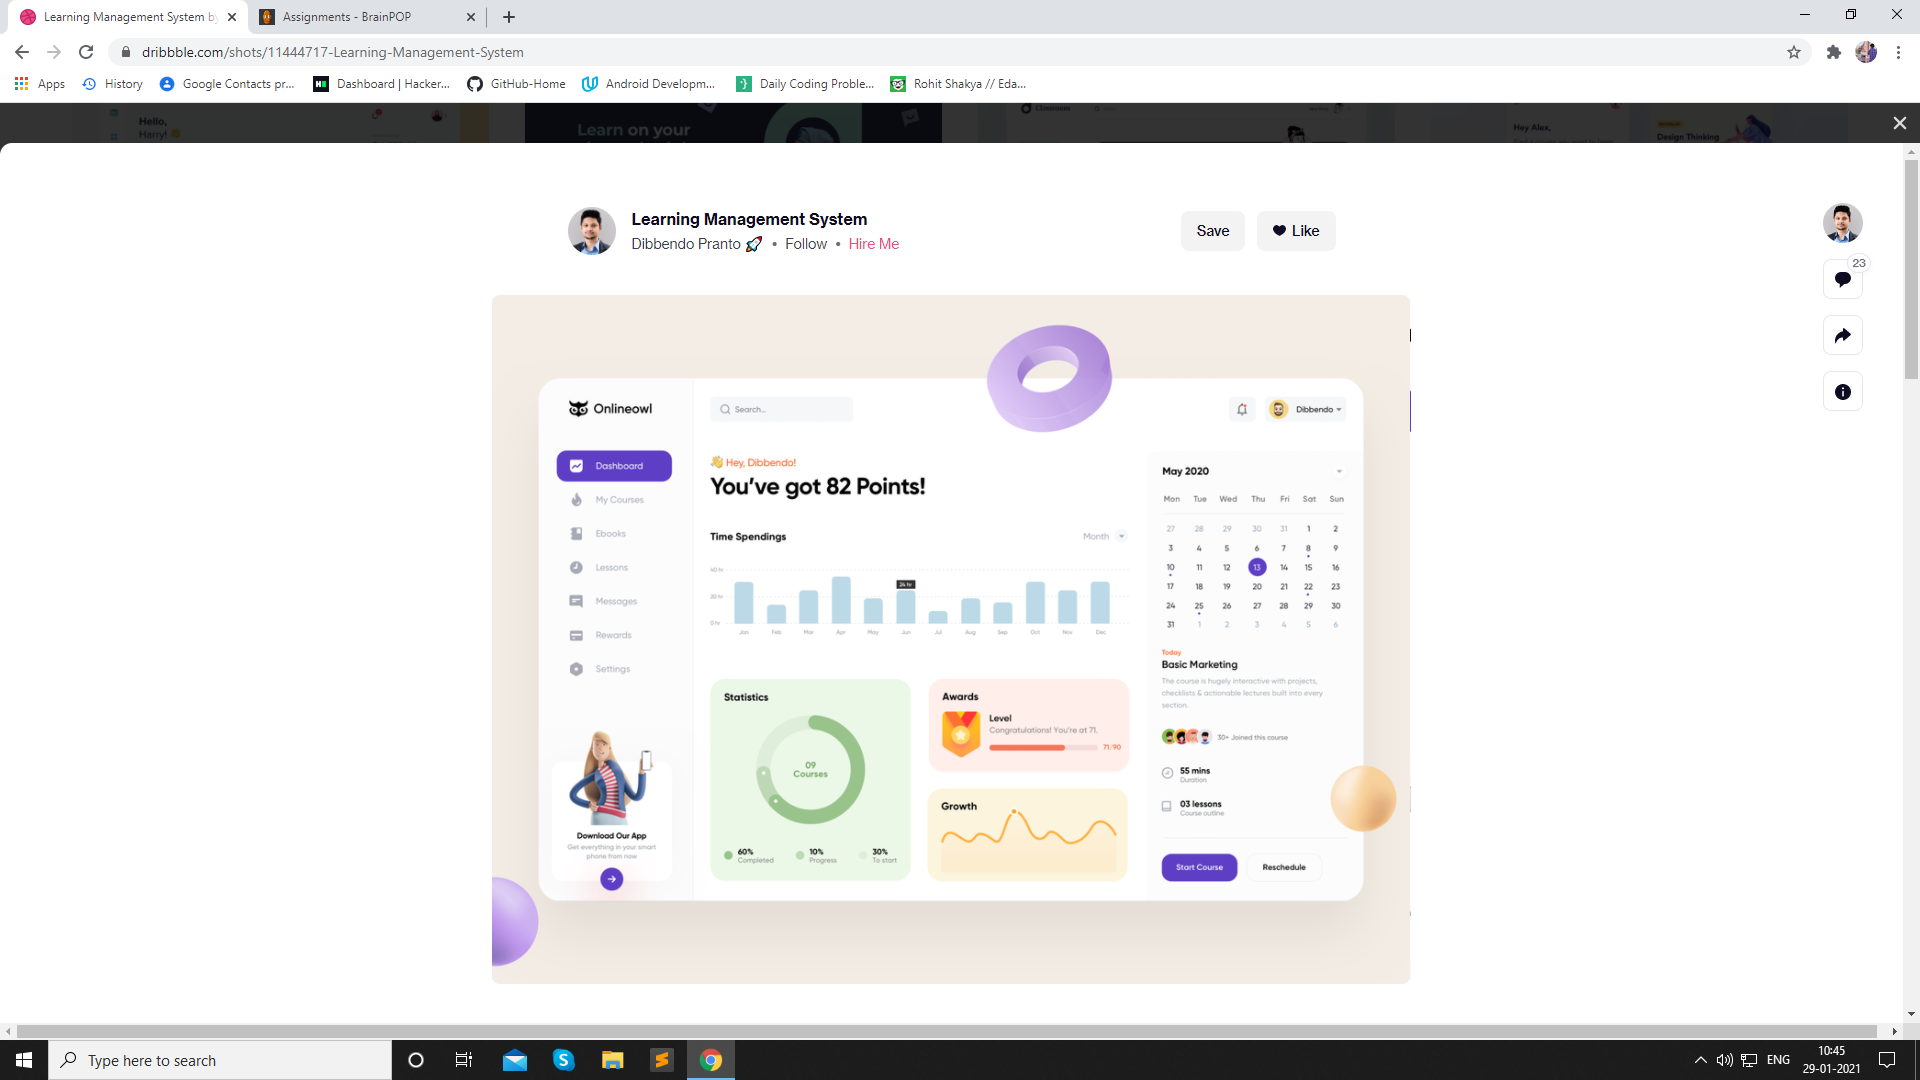 Learning Management System by
Assignments - BrainPOP
dribbble.com/shots/11444717-Learning-Management-System
Apps
History
Google Contacts pr...
Dashboard | Hacker...
GitHub-Home
Android Developm...
Daily Coding Proble...
Rohit Shakya // Eda...
Hello,
Harry!
Learn on your
Classroom
Hey Alex,
Design Thinking
Learning Management System
Dibbendo Pranto 🚀 • Follow • Hire Me
Save
Like
23
Onlineowl
Search...
Dibbendo
Dashboard
My Courses
Ebooks
Lessons
Messages
Rewards
Settings
Download Our App
Get everything in your smart
phone from now
👋 Hey, Dibbendo!
You've got 82 Points!
Time Spendings
Month
40 hr
20 hr
0 hr
24 hr
Jan Feb Mar Apr May Jun Jul Aug Sep Oct Nov Dec
Statistics
09
Courses
60%
Completed
10%
Progress
30%
To start
Awards
Level
Congratulations! You're at 71.
71/90
Growth
May 2020
Mon Tue Wed Thu Fri Sat Sun
27 28 29 30 31 1 2
3 4 5 6 7 8 9
10 11 12 13 14 15 16
17 18 19 20 21 22 23
24 25 26 27 28 29 30
31 1 2 3 4 5 6
Today
Basic Marketing
The course is hugely interactive with projects,
checklists & actionable lectures built into every
section.
30+ Joined this course
55 mins
Duration
03 lessons
Course outline
Start Course
Reschedule
Type here to search
ENG
10:45
29-01-2021